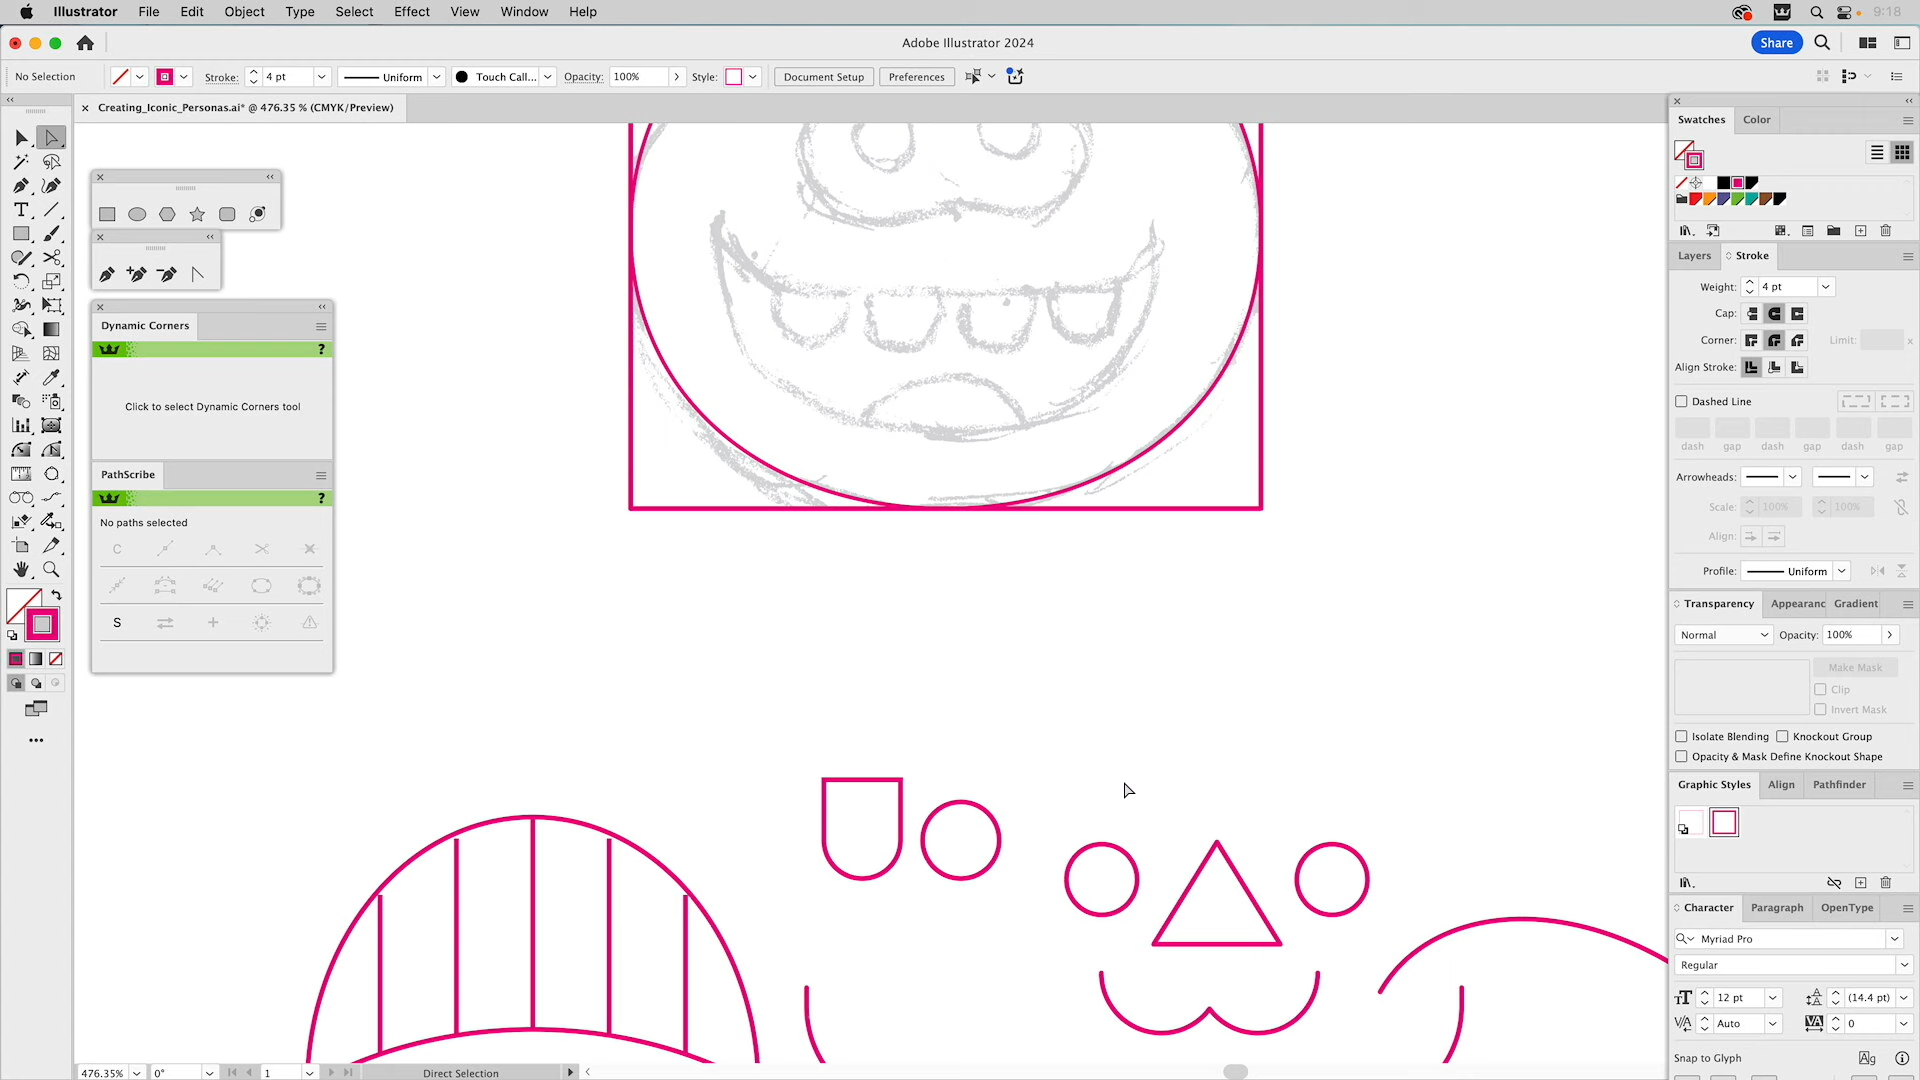 Illustrator File Edit Object Type Select Effect View Window Help 9:18
Adobe Illustrator 2024 Share
No Selection Stroke: 4 pt Uniform Touch Call... Opacity: 100% Style: Document Setup Preferences
Creating_Iconic_Personas.ai* @ 476.35 % (CMYK/Preview)
Dynamic Corners
?
Click to select Dynamic Corners tool
PathScribe
?
No paths selected
C
S
476.35% 0° 1 Direct Selection
Swatches Color
Layers Stroke
Weight: 4 pt
Cap:
Corner: Limit: x
Align Stroke:
Dashed Line
dash gap dash gap dash gap
Arrowheads:
Scale: 100% 100%
Align:
Profile: Uniform
Transparency Appearanc Gradient
Normal Opacity: 100%
Make Mask
Clip
Invert Mask
Isolate Blending Knockout Group
Opacity & Mask Define Knockout Shape
Graphic Styles Align Pathfinder
Character Paragraph OpenType
Myriad Pro
Regular
12 pt (14.4 pt)
Auto 0
Snap to Glyph